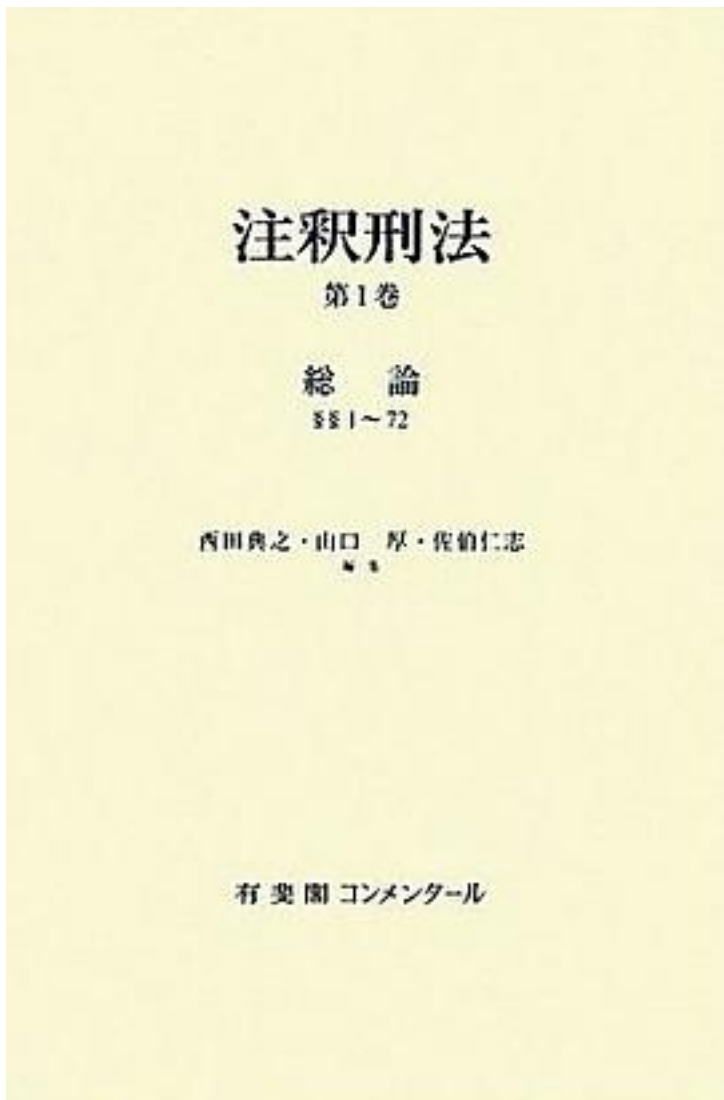 注釈刑法
第1巻
総 論
§§1～72
西田典之・山口 厚・佐伯仁志
編集
有斐閣 コンメンタール